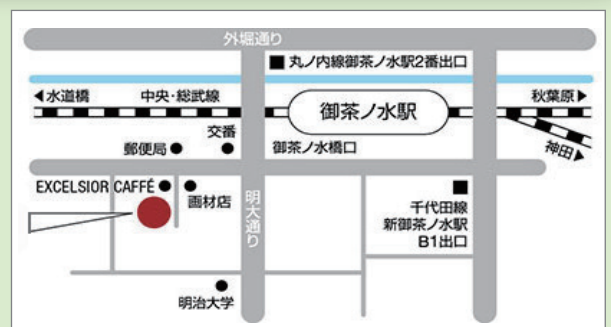 外堀通り
丸ノ内線御茶ノ水駅2番出口
◀水道橋
中央・総武線
秋葉原▶
御茶ノ水駅
交番
郵便局
御茶ノ水橋口
神田▶
EXCELSIOR CAFFÉ
画材店
明大通り
千代田線
新御茶ノ水駅
B1出口
明治大学